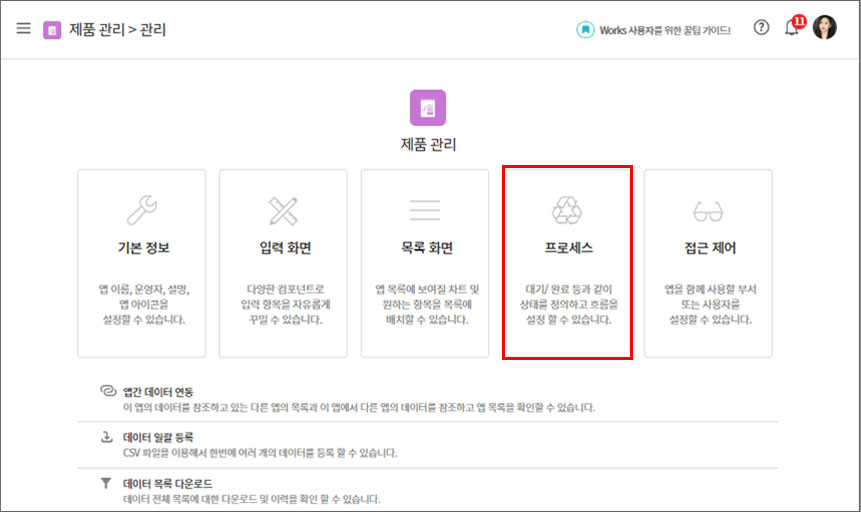 제품 관리 > 관리
Works 사용자를 위한 꿀팁 가이드!
11
제품 관리
기본 정보
앱 이름, 운영자, 설명,
앱 아이콘을
설정할 수 있습니다.
입력 화면
다양한 컴포넌트로
입력 항목을 자유롭게
꾸밀 수 있습니다.
목록 화면
앱 목록에 보여질 차트 및
원하는 항목을 목록에
배치할 수 있습니다.
프로세스
대기/ 완료 등과 같이
상태를 정의하고 흐름을
설정 할 수 있습니다.
접근 제어
앱을 함께 사용할 부서
또는 사용자를
설정할 수 있습니다.
앱간 데이터 연동
이 앱의 데이터를 참조하고 있는 다른 앱의 목록과 이 앱에서 다른 앱의 데이터를 참조하고 앱 목록을 확인할 수 있습니다.
데이터 일괄 등록
CSV 파일을 이용해서 한번에 여러 개의 데이터를 등록 할 수 있습니다.
데이터 목록 다운로드
데이터 전체 목록에 대한 다운로드 및 이력을 확인 할 수 있습니다.